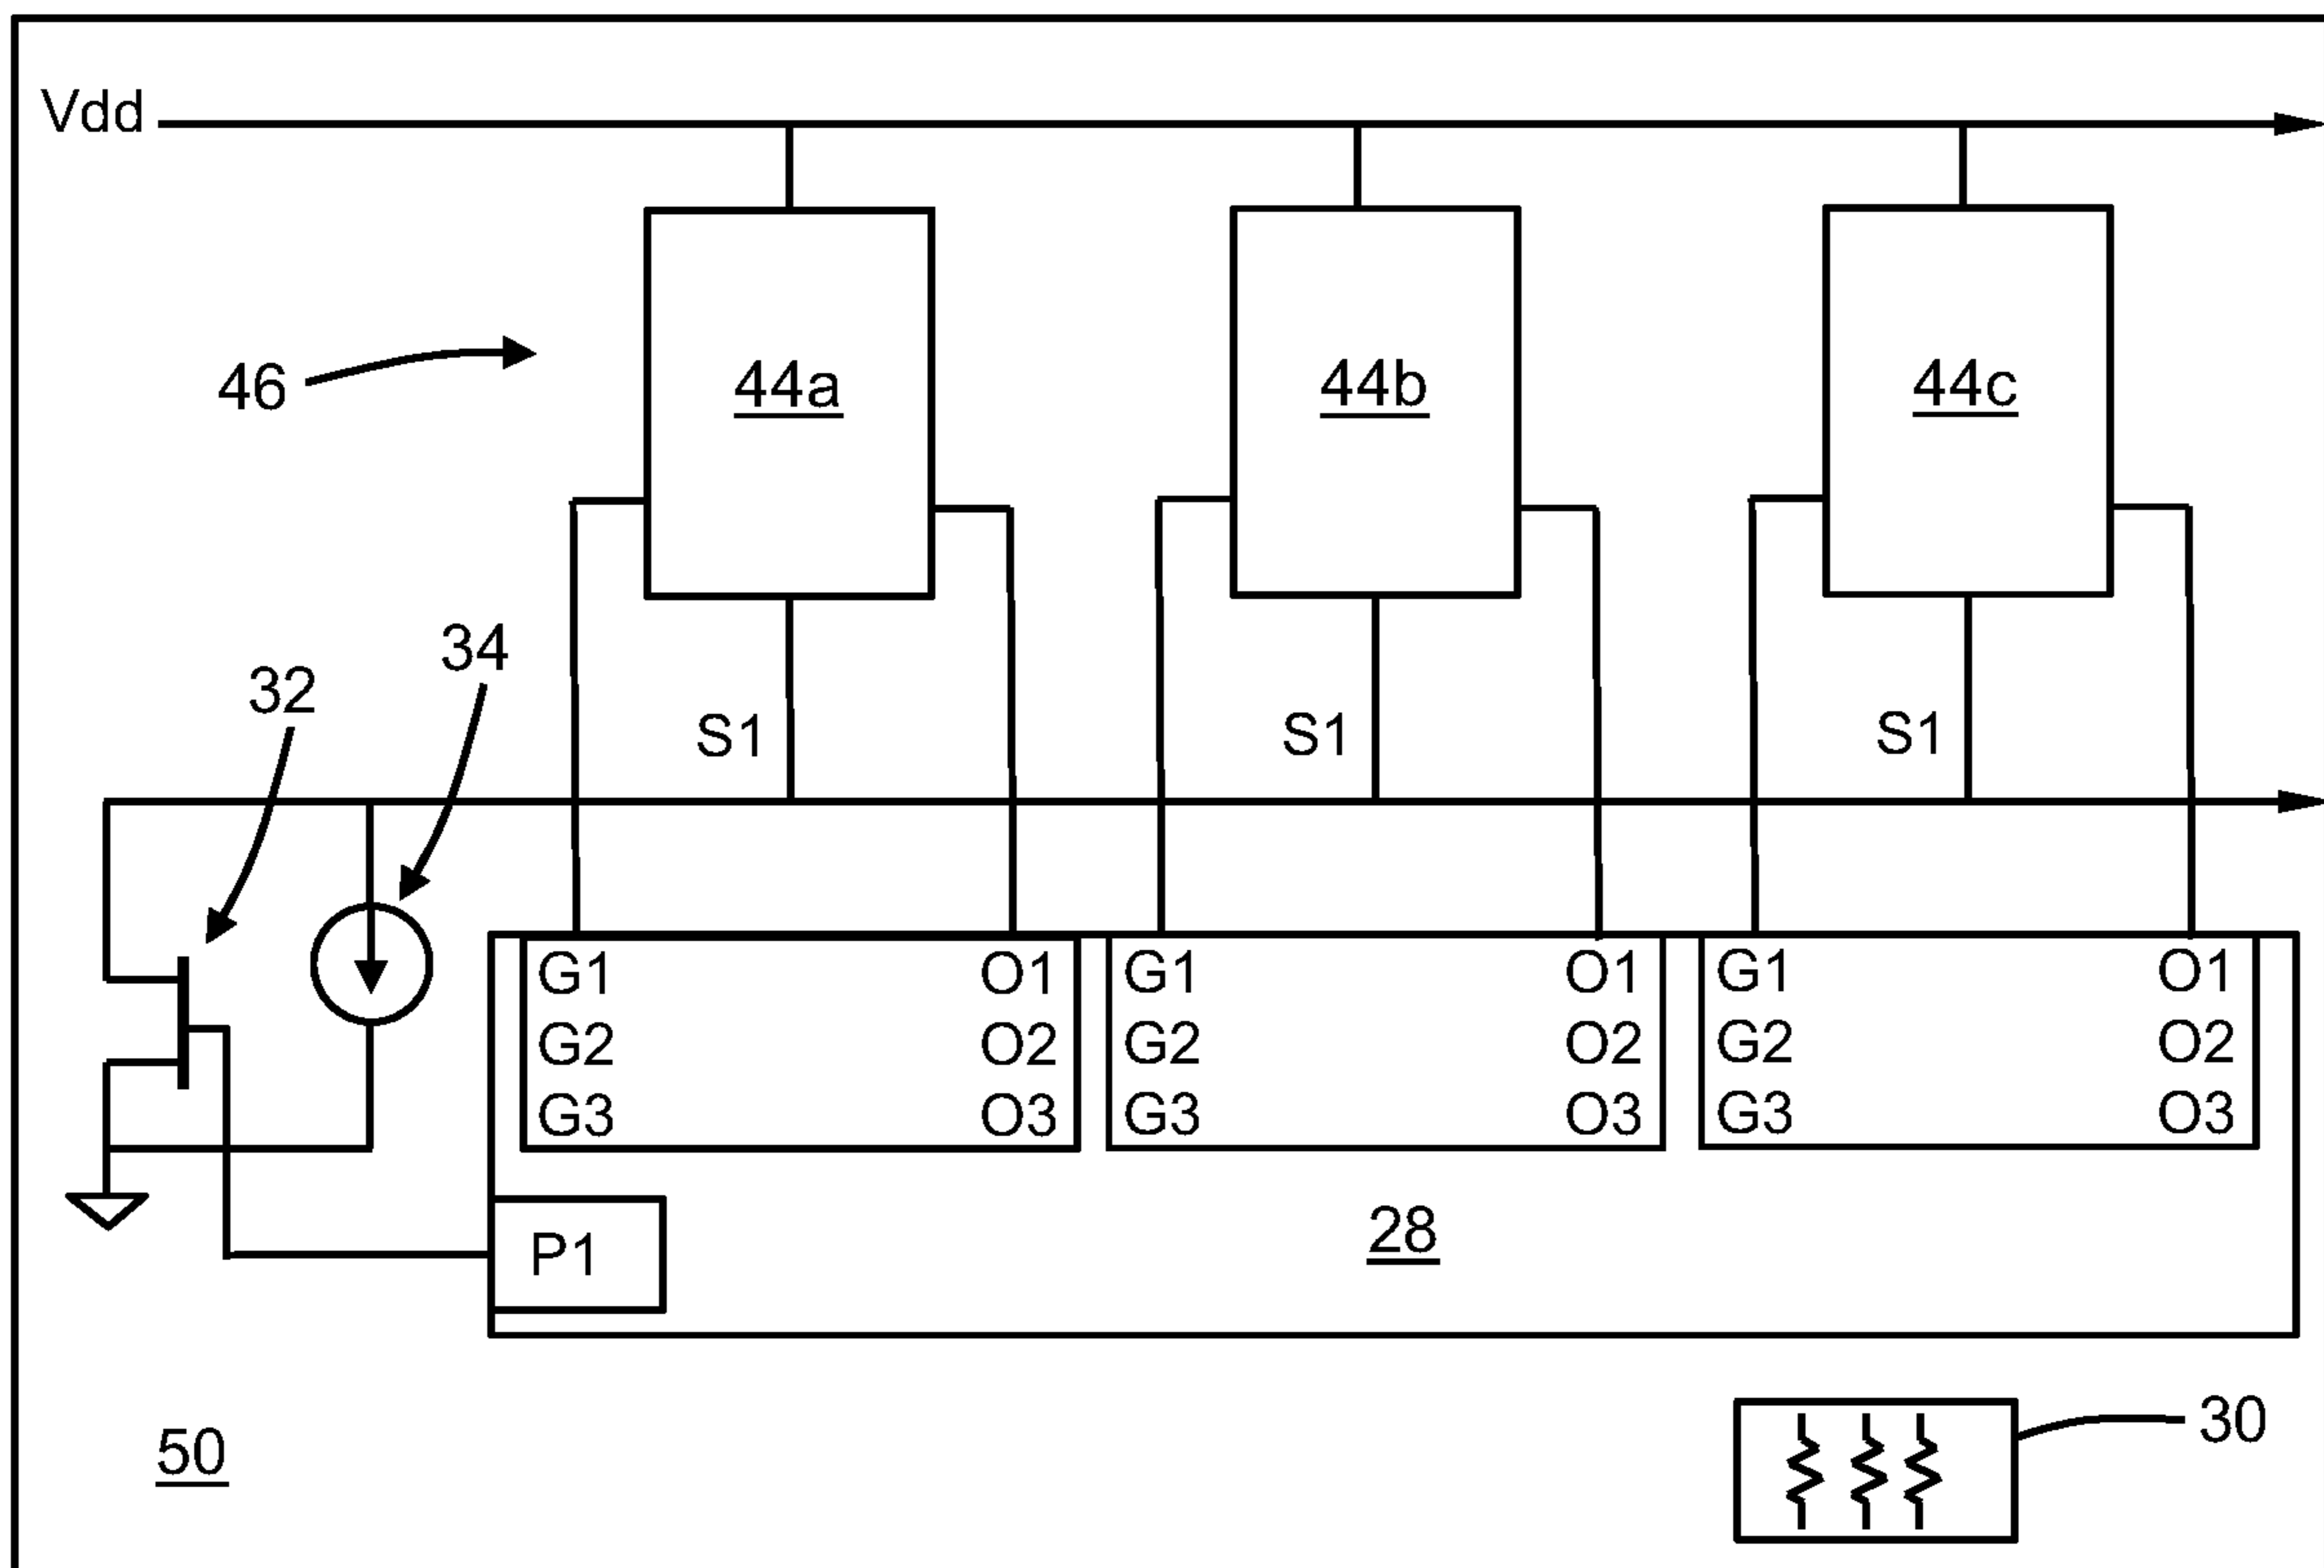 Vdd
46
44a
44b
44c
34
32
S1
S1
S1
G1 O1 G1 O1 G1 O1
G2 O2 G2 O2 G2 O2
G3 O3 G3 O3 G3 O3
P1
28
30
50